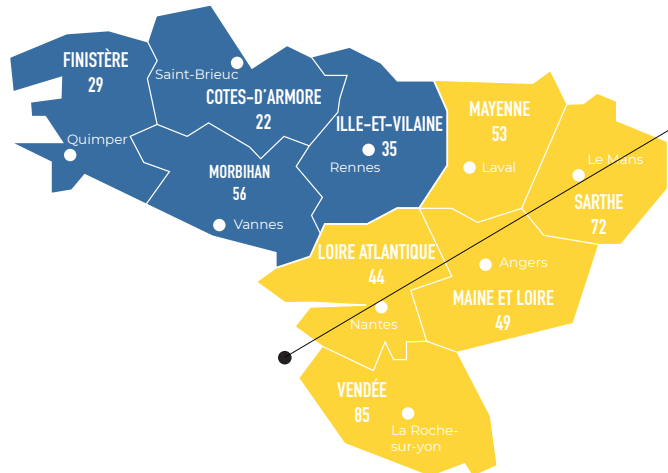 FINISTÈRE
29
Quimper
Saint-Brieuc
COTES-D'ARMORE
22
MORBIHAN
56
Vannes
ILLE-ET-VILAINE
35
Rennes
MAYENNE
53
Laval
Le Mans
SARTHE
72
LOIRE ATLANTIQUE
44
Nantes
Angers
MAINE ET LOIRE
49
VENDÉE
85
La Roche-
sur-yon